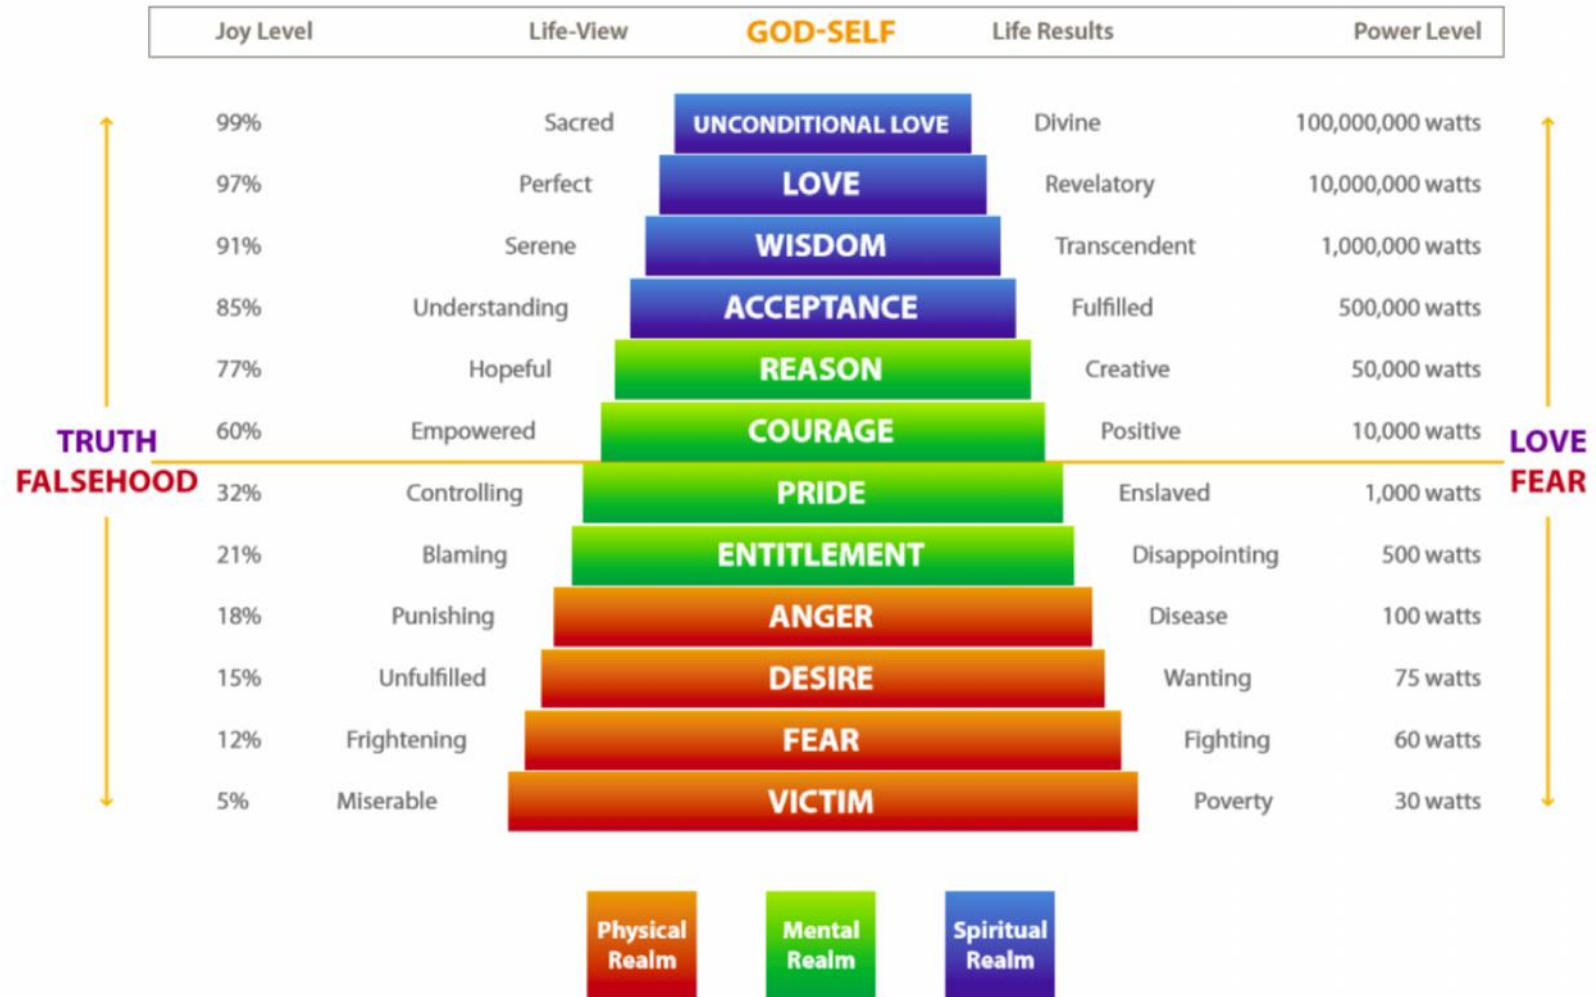 Joy Level Life-View GOD-SELF Life Results Power Level
99% Sacred UNCONDITIONAL LOVE Divine 100,000,000 watts
97% Perfect LOVE Revelatory 10,000,000 watts
91% Serene WISDOM Transcendent 1,000,000 watts
85% Understanding ACCEPTANCE Fulfilled 500,000 watts
77% Hopeful REASON Creative 50,000 watts
60% Empowered COURAGE Positive 10,000 watts
TRUTH LOVE
FALSEHOOD FEAR
32% Controlling PRIDE Enslaved 1,000 watts
21% Blaming ENTITLEMENT Disappointing 500 watts
18% Punishing ANGER Disease 100 watts
15% Unfulfilled DESIRE Wanting 75 watts
12% Frightening FEAR Fighting 60 watts
5% Miserable VICTIM Poverty 30 watts
Physical Mental Spiritual
Realm Realm Realm